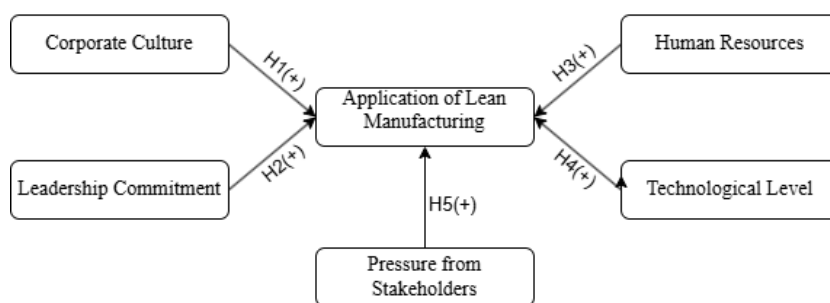 Corporate Culture
Human Resources
H1(+)
H3(+)
Application of Lean
Manufacturing
H2(+)
H4(+)
Leadership Commitment
Technological Level
H5(+)
Pressure from
Stakeholders